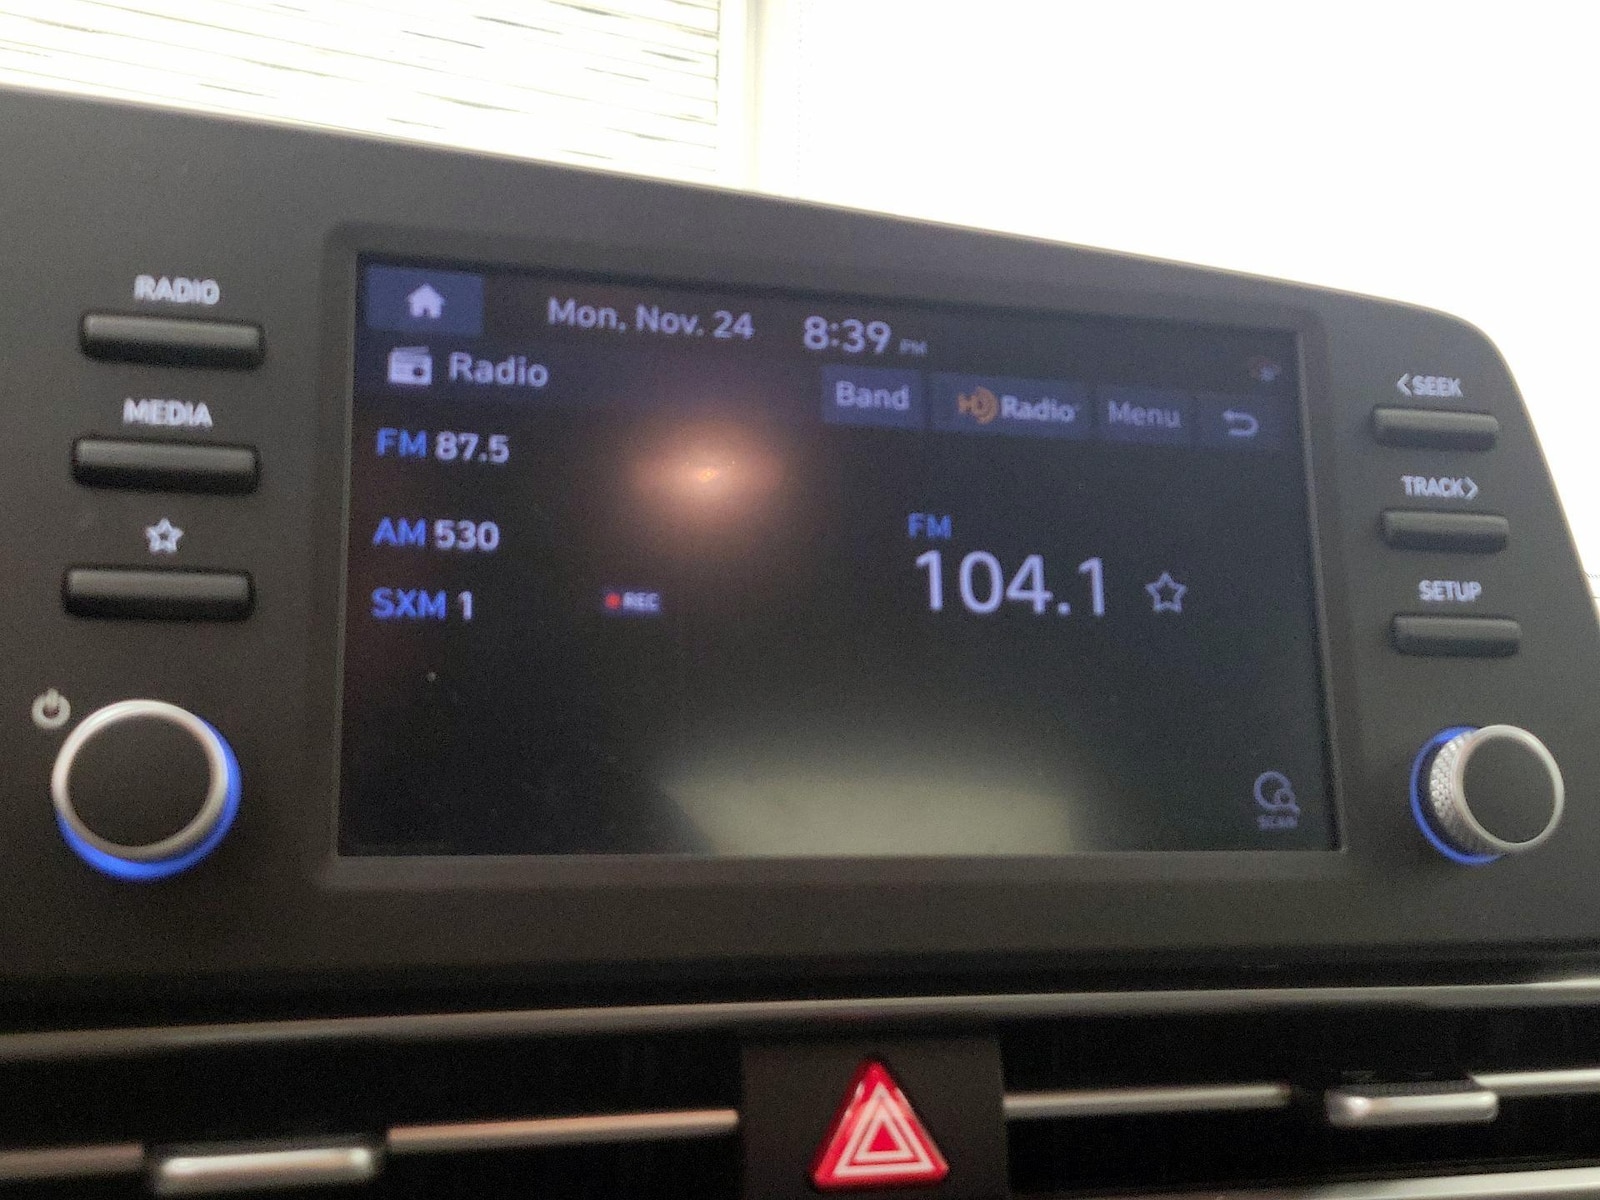 RADIO
MEDIA
Mon. Nov. 24 8:39 PM
Radio
Band HD Radio Menu
FM 87.5
AM 530
SXM 1 REC
FM
104.1
SCAN
<SEEK
TRACK>
SETUP